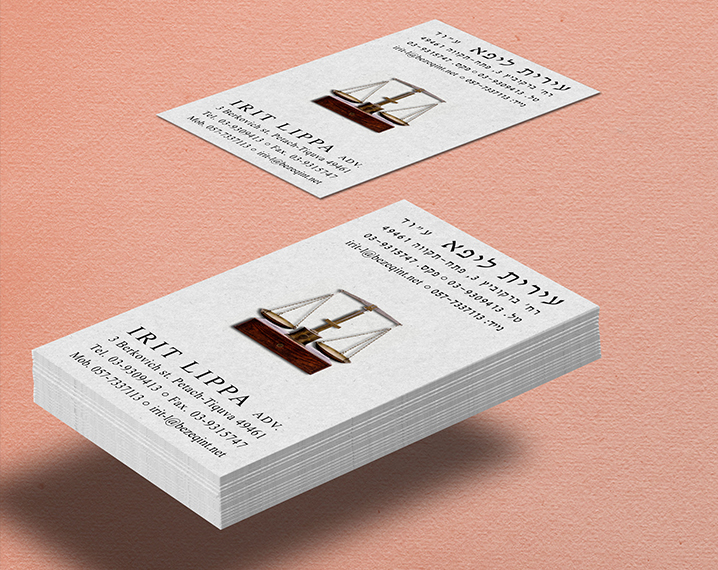 עירית ליפא עו״ד
רח' ברקוביץ 3, פתח-תקווה 49461
טל. 03-9309413 ○ פקס. 03-9315747
נייד: 057-7337113 ○ irit-l@bezeqint.net
IRIT LIPPA ADV.
3 Berkovich st. Petach-Tiquva 49461
Tel. 03-9309413 ○ Fax. 03-9315747
Mob. 057-7337113 ○ irit-l@bezeqint.net
עירית ליפא עו״ד
רח' ברקוביץ 3, פתח-תקווה 49461
טל. 03-9309413 ○ פקס. 03-9315747
נייד: 057-7337113 ○ irit-l@bezeqint.net
IRIT LIPPA ADV.
3 Berkovich st. Petach-Tiquva 49461
Tel. 03-9309413 ○ Fax. 03-9315747
Mob. 057-7337113 ○ irit-l@bezeqint.net